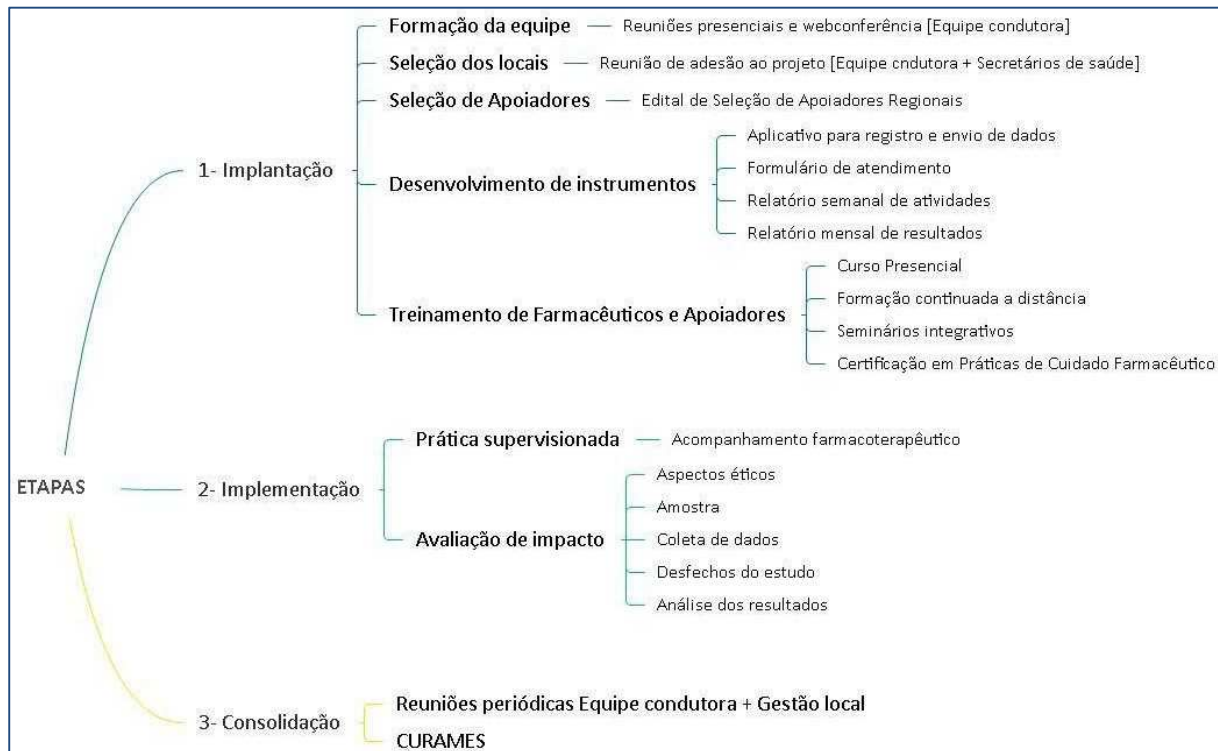 ETAPAS
1- Implantação
Formação da equipe
Reuniões presenciais e webconferência [Equipe condutora]
Seleção dos locais
Reunião de adesão ao projeto [Equipe cndutora + Secretários de saúde]
Seleção de Apoiadores
Edital de Seleção de Apoiadores Regionais
Desenvolvimento de instrumentos
Aplicativo para registro e envio de dados
Formulário de atendimento
Relatório semanal de atividades
Relatório mensal de resultados
Treinamento de Farmacêuticos e Apoiadores
Curso Presencial
Formação continuada a distância
Seminários integrativos
Certificação em Práticas de Cuidado Farmacêutico
2- Implementação
Prática supervisionada
Acompanhamento farmacoterapêutico
Avaliação de impacto
Aspectos éticos
Amostra
Coleta de dados
Desfechos do estudo
Análise dos resultados
3- Consolidação
Reuniões periódicas Equipe condutora + Gestão local
CURAMES